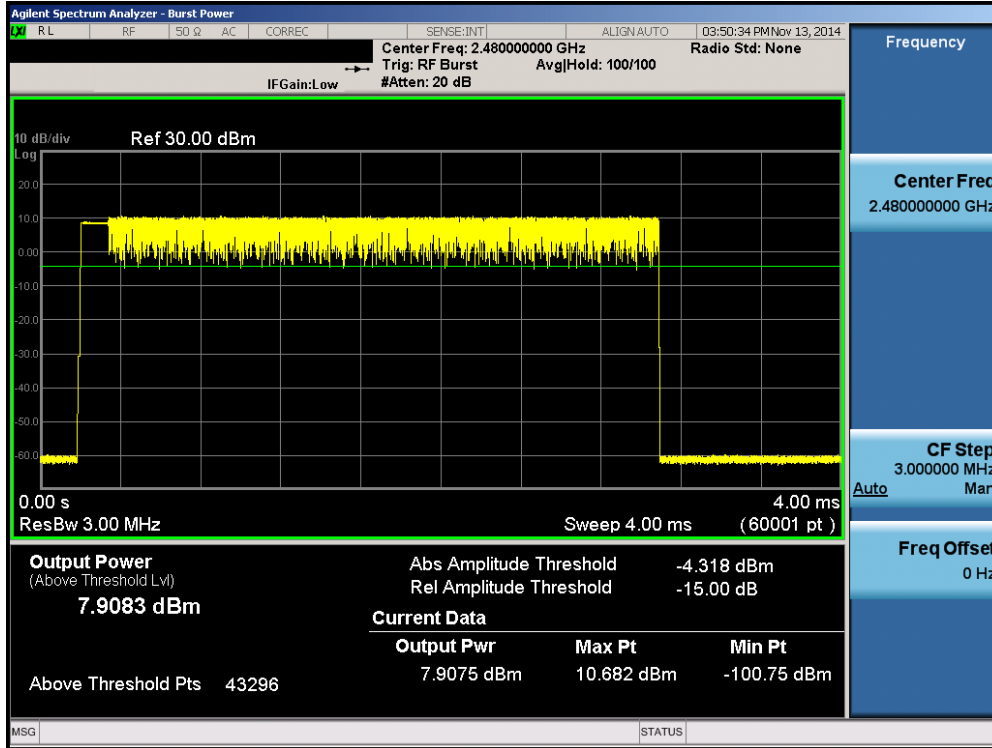 Agilent Spectrum Analyzer - Burst Power
LXI RL RF 50 Ω AC CORREC SENSE:INT ALIGN AUTO 03:50:34 PM Nov 13, 2014
Center Freq: 2.480000000 GHz Radio Std: None
Trig: RF Burst Avg|Hold: 100/100
IFGain:Low #Atten: 20 dB
10 dB/div Ref 30.00 dBm
Log
20.0
10.0
0.00
-10.0
-20.0
-30.0
-40.0
-50.0
-60.0
0.00 s 4.00 ms
ResBw 3.00 MHz Sweep 4.00 ms (60001 pt )
Output Power
(Above Threshold Lvl)
7.9083 dBm
Above Threshold Pts 43296
Abs Amplitude Threshold -4.318 dBm
Rel Amplitude Threshold -15.00 dB
Current Data
Output Pwr Max Pt Min Pt
7.9075 dBm 10.682 dBm -100.75 dBm
MSG STATUS
Frequency
Center Freq
2.480000000 GHz
CF Step
3.000000 MHz
Auto Man
Freq Offset
0 Hz